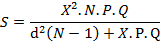 S = X².N.P.Q / d²(N − 1) + X.P.Q